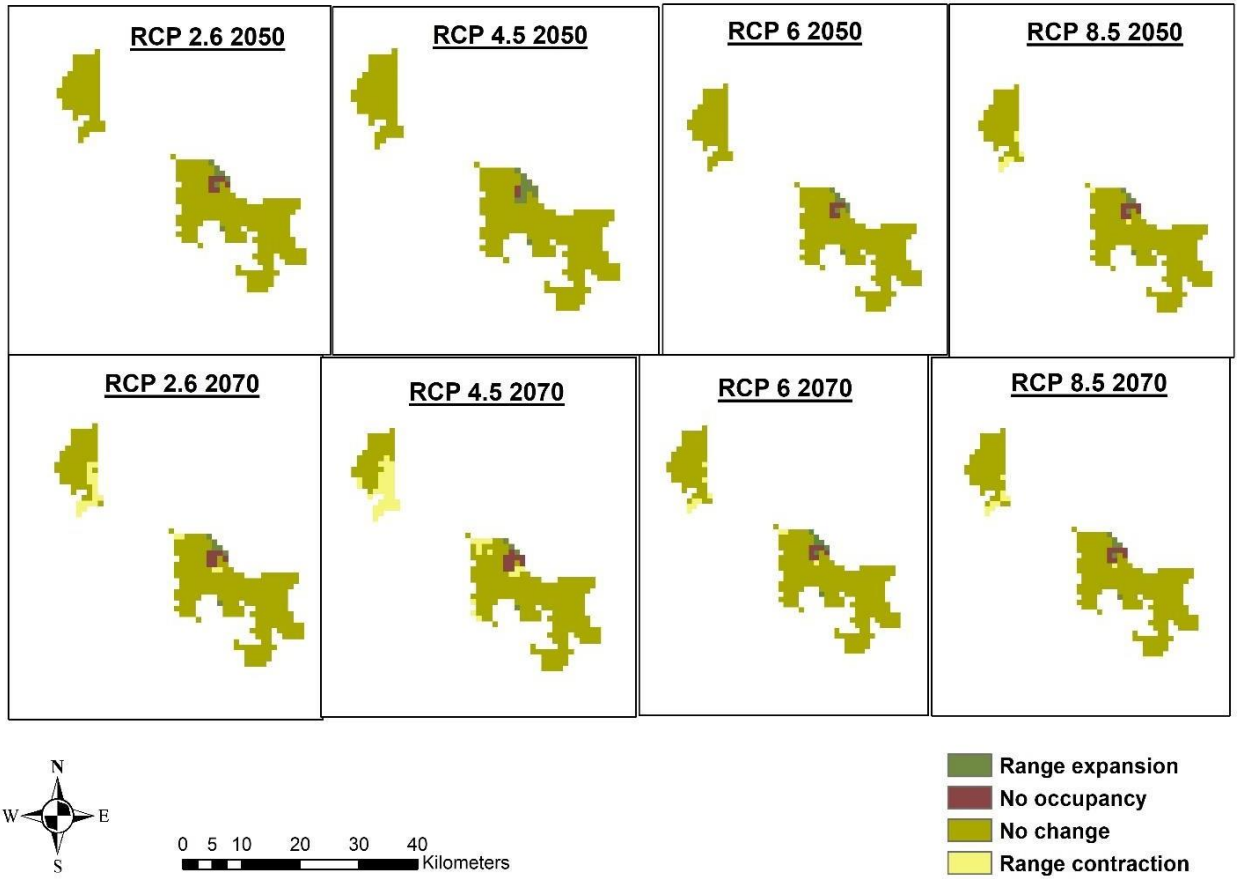 RCP 2.6 2050
RCP 4.5 2050
RCP 6 2050
RCP 8.5 2050
RCP 2.6 2070
RCP 4.5 2070
RCP 6 2070
RCP 8.5 2070
N
W
E
S
0 5 10 20 30 40
Kilometers
Range expansion
No occupancy
No change
Range contraction